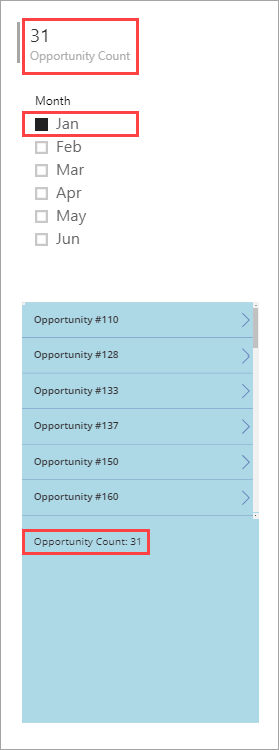 31
Opportunity Count
Month
Jan
Feb
Mar
Apr
May
Jun
Opportunity #110
Opportunity #128
Opportunity #133
Opportunity #137
Opportunity #150
Opportunity #160
Opportunity Count: 31